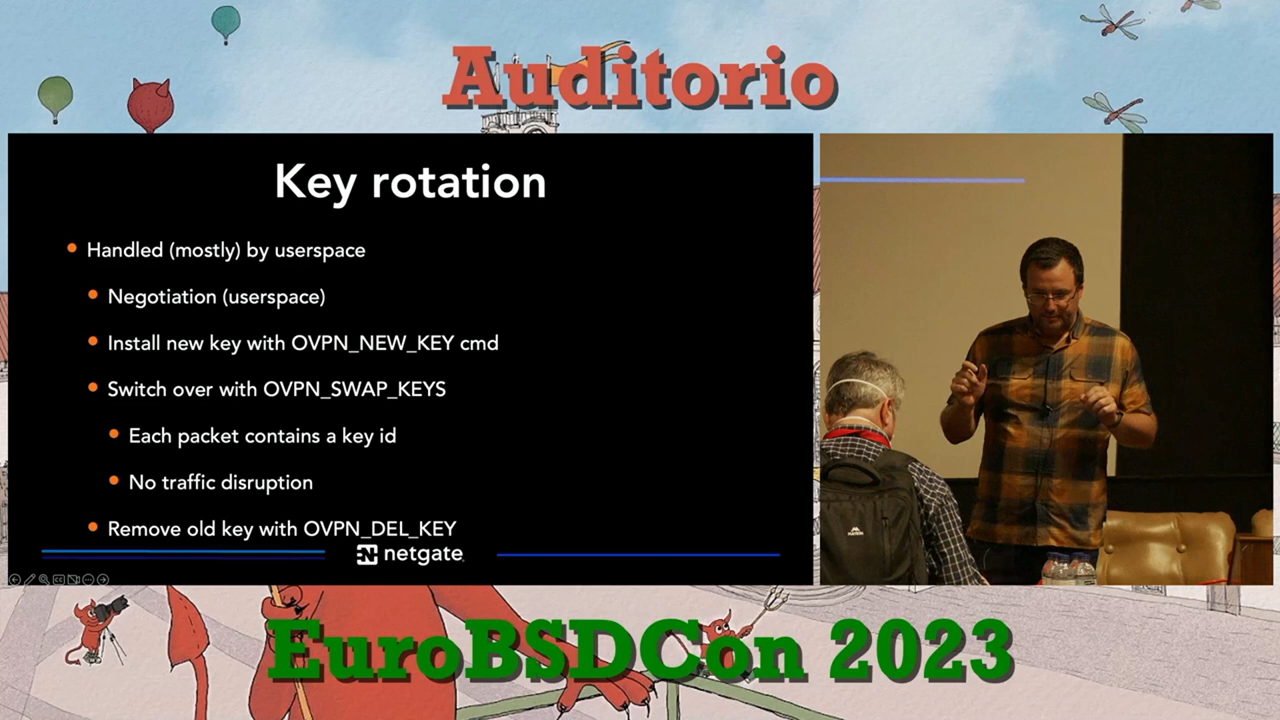 Auditorio
Key rotation
Handled (mostly) by userspace
Negotiation (userspace)
Install new key with OVPN_NEW_KEY cmd
Switch over with OVPN_SWAP_KEYS
Each packet contains a key id
No traffic disruption
Remove old key with OVPN_DEL_KEY
netgate
EuroBSDCon 2023